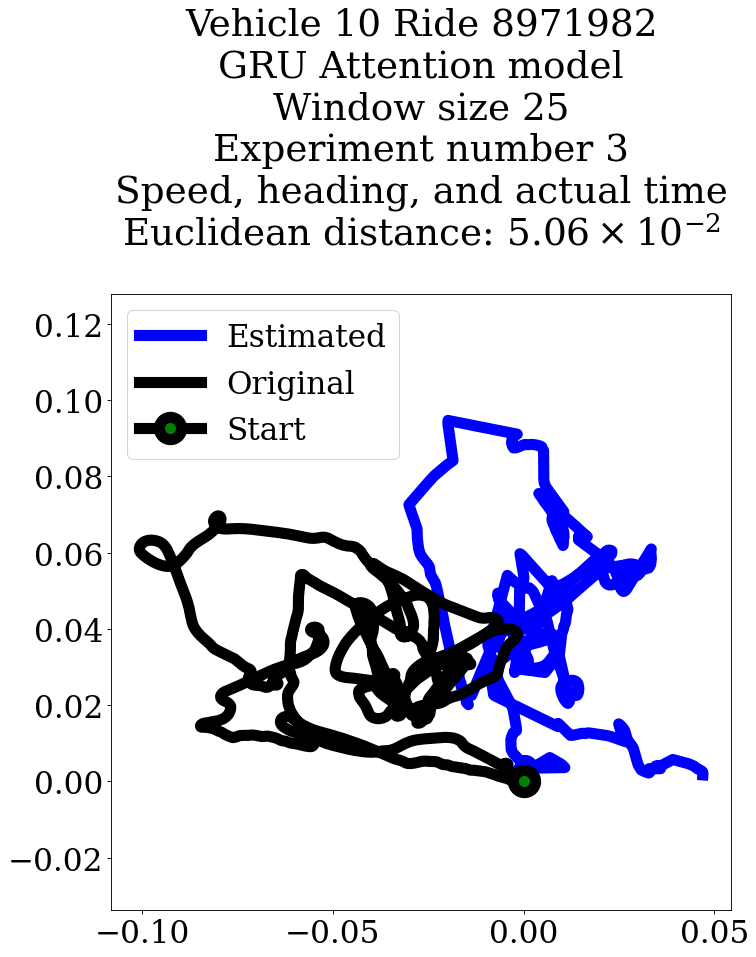 Vehicle 10 Ride 8971982
GRU Attention model
Window size 25
Experiment number 3
Speed, heading, and actual time
Euclidean distance: 5.06 × 10⁻²
Estimated
Original
Start
0.12
0.10
0.08
0.06
0.04
0.02
0.00
−0.02
−0.10
−0.05
0.00
0.05